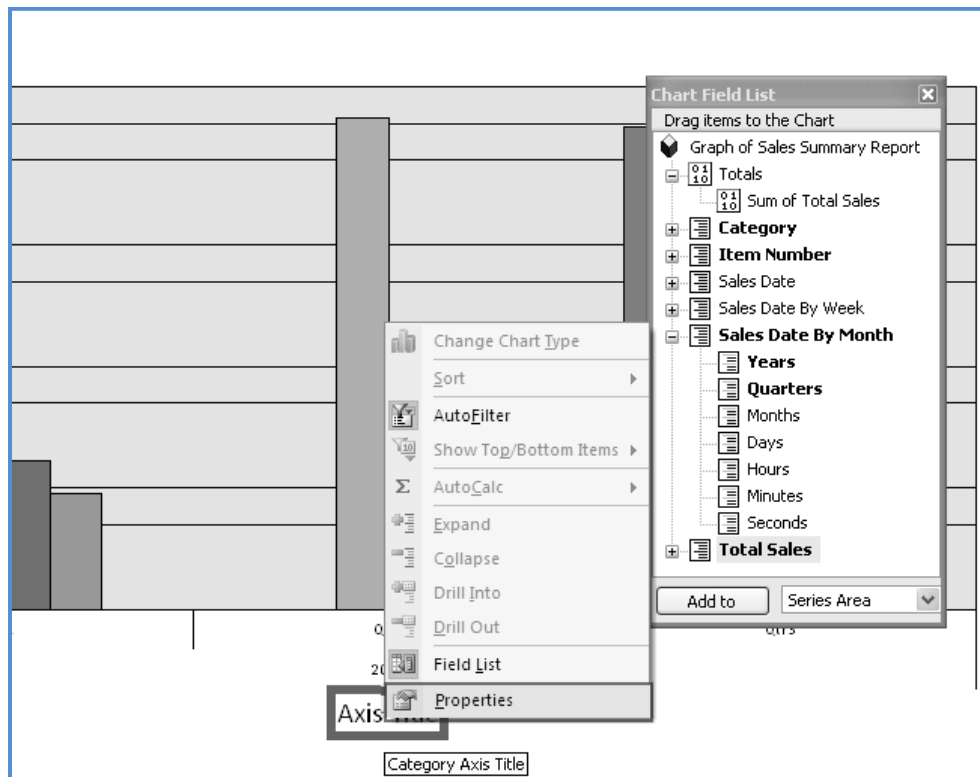 Chart Field List
Drag items to the Chart
Graph of Sales Summary Report
Totals
Sum of Total Sales
Category
Item Number
Sales Date
Sales Date By Week
Sales Date By Month
Years
Quarters
Months
Days
Hours
Minutes
Seconds
Total Sales
Add to
Series Area
Change Chart Type
Sort
AutoFilter
Show Top/Bottom Items
AutoCalc
Expand
Collapse
Drill Into
Drill Out
Field List
Properties
Axis Title
Category Axis Title